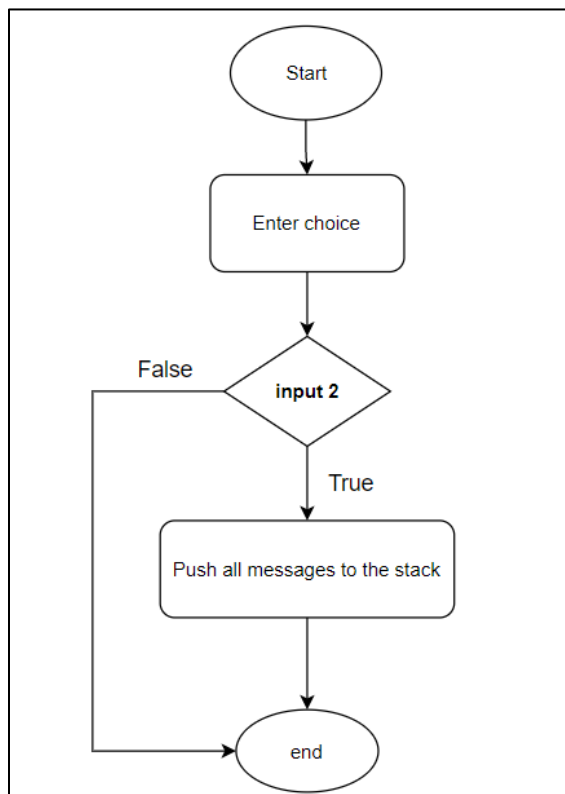 Start
Enter choice
False
input 2
True
Push all messages to the stack
end